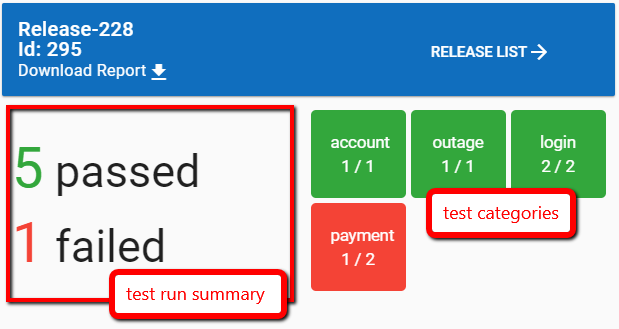 Release-228
Id: 295
Download Report
RELEASE LIST
5 passed
1 failed
test run summary
account
1 / 1
outage
1 / 1
login
2 / 2
test categories
payment
1 / 2